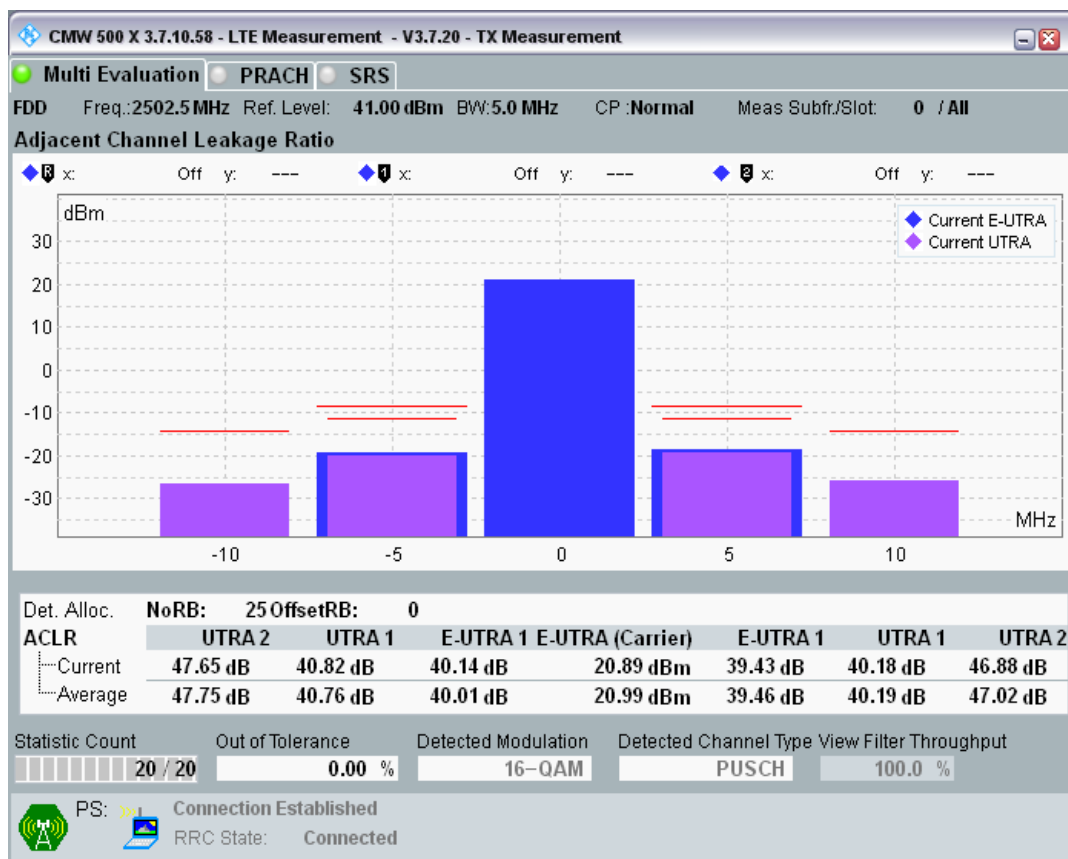 CMW 500 X 3.7.10.58 - LTE Measurement - V3.7.20 - TX Measurement
Multi Evaluation PRACH SRS
FDD Freq.:2502.5 MHz Ref. Level: 41.00 dBm BW:5.0 MHz CP :Normal Meas Subfr./Slot: 0 / All
Adjacent Channel Leakage Ratio
R x: Off y: --- 1 x: Off y: --- 2 x: Off y: ---
dBm
Current E-UTRA
Current UTRA
30
20
10
0
-10
-20
-30
MHz
-10 -5 0 5 10
Det. Alloc. NoRB: 25 OffsetRB: 0
ACLR UTRA 2 UTRA 1 E-UTRA 1 E-UTRA (Carrier) E-UTRA 1 UTRA 1 UTRA 2
Current 47.65 dB 40.82 dB 40.14 dB 20.89 dBm 39.43 dB 40.18 dB 46.88 dB
Average 47.75 dB 40.76 dB 40.01 dB 20.99 dBm 39.46 dB 40.19 dB 47.02 dB
Statistic Count Out of Tolerance Detected Modulation Detected Channel Type View Filter Throughput
20 / 20 0.00 % 16-QAM PUSCH 100.0 %
PS: Connection Established
RRC State: Connected